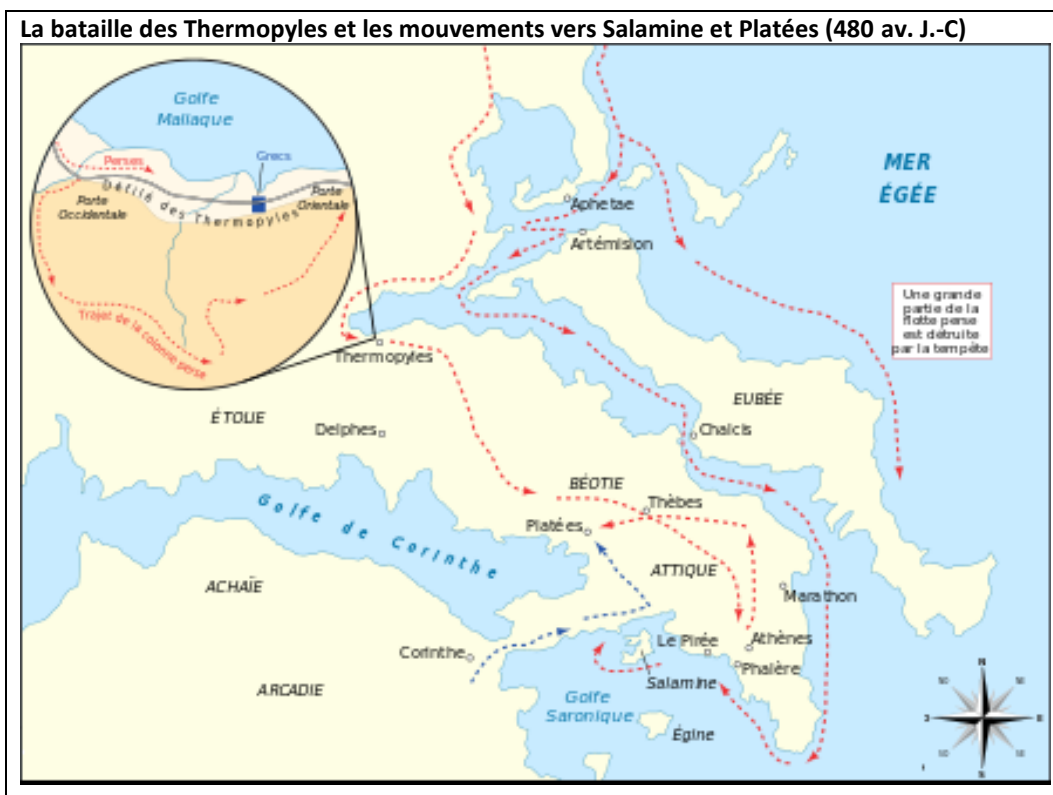 La bataille des Thermopyles et les mouvements vers Salamine et Platées (480 av. J.-C)
Golfe
Maliaque
Perses
Grecs
Défilé des Thermopyles
Porte
Occidentale
Porte
Orientale
Trajet de la colonne perse
MER
ÉGÉE
Aphetae
Artémision
Une grande
partie de la
flotte perse
est détruite
par la tempête
Thermopyles
ÉTOLIE
Delphes
EUBÉE
Chalcis
BÉOTIE
Thèbes
Platées
Golfe de Corinthe
ATTIQUE
ACHAÏE
Marathon
Le Pirée
Athènes
Corinthe
Phalère
Salamine
ARCADIE
Golfe
Saronique
Égine
N
E
S